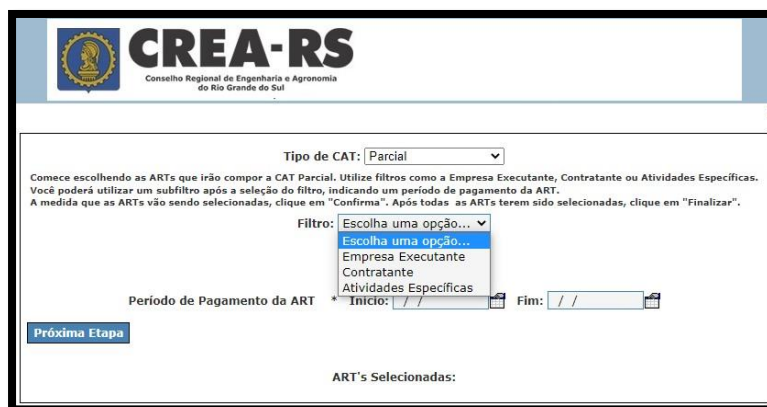 CREA-RS
Conselho Regional de Engenharia e Agronomia
do Rio Grande do Sul
Tipo de CAT: Parcial
Comece escolhendo as ARTs que irão compor a CAT Parcial. Utilize filtros como a Empresa Executante, Contratante ou Atividades Específicas.
Você poderá utilizar um subfiltro após a seleção do filtro, indicando um período de pagamento da ART.
A medida que as ARTs vão sendo selecionadas, clique em "Confirma". Após todas as ARTs terem sido selecionadas, clique em "Finalizar".
Filtro: Escolha uma opção...
Escolha uma opção...
Empresa Executante
Contratante
Atividades Específicas
Período de Pagamento da ART * Início: / / Fim: / /
Próxima Etapa
ART's Selecionadas: